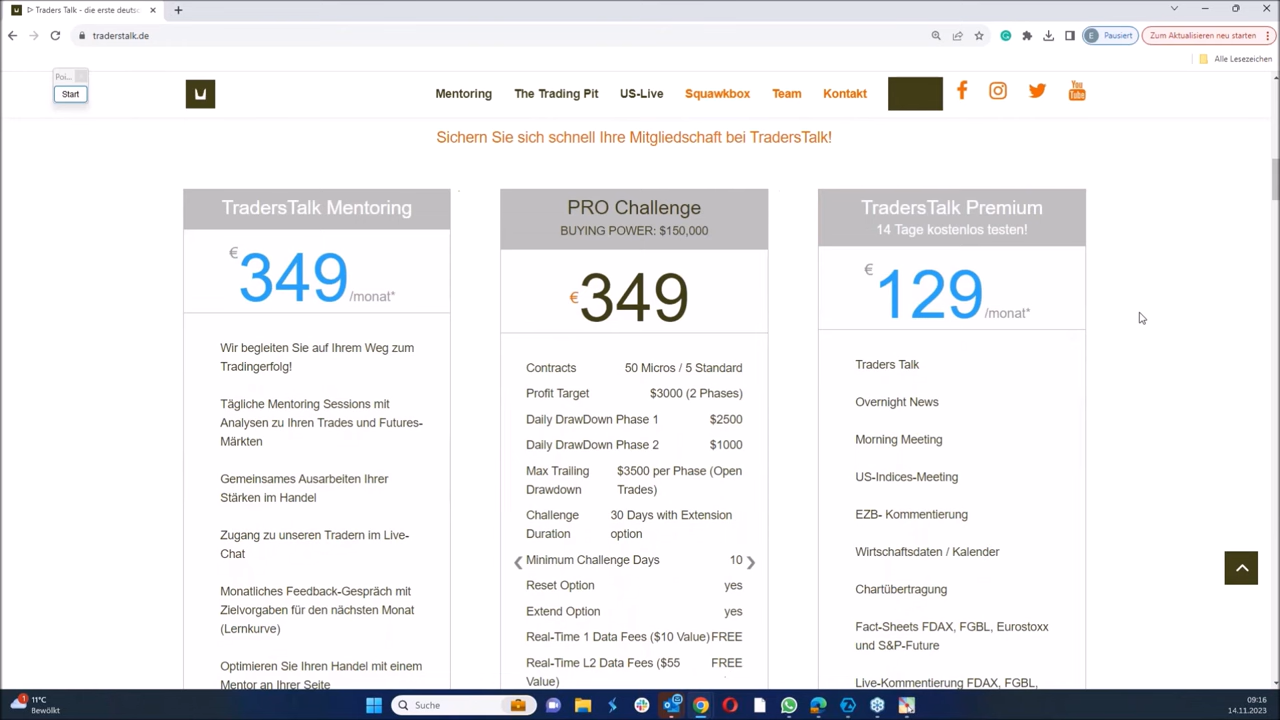 Traders Talk - die erste deutsc
traderstalk.de
Pausiert
Zum Aktualisieren neu starten
Alle Lesezeichen
Poi...
Start
Mentoring
The Trading Pit
US-Live
Squawkbox
Team
Kontakt
You
Tube
Sichern Sie sich schnell Ihre Mitgliedschaft bei TradersTalk!
TradersTalk Mentoring
€349/monat*
Wir begleiten Sie auf Ihrem Weg zum
Tradingerfolg!
Tägliche Mentoring Sessions mit
Analysen zu Ihren Trades und Futures-
Märkten
Gemeinsames Ausarbeiten Ihrer
Stärken im Handel
Zugang zu unseren Tradern im Live-
Chat
Monatliches Feedback-Gespräch mit
Zielvorgaben für den nächsten Monat
(Lernkurve)
Optimieren Sie Ihren Handel mit einem
Mentor an Ihrer Seite
PRO Challenge
BUYING POWER: $150,000
€349
Contracts 50 Micros / 5 Standard
Profit Target $3000 (2 Phases)
Daily DrawDown Phase 1 $2500
Daily DrawDown Phase 2 $1000
Max Trailing $3500 per Phase (Open
Drawdown Trades)
Challenge 30 Days with Extension
Duration option
Minimum Challenge Days 10
Reset Option yes
Extend Option yes
Real-Time 1 Data Fees ($10 Value) FREE
Real-Time L2 Data Fees ($55 FREE
Value)
TradersTalk Premium
14 Tage kostenlos testen!
€129/monat*
Traders Talk
Overnight News
Morning Meeting
US-Indices-Meeting
EZB- Kommentierung
Wirtschaftsdaten / Kalender
Chartübertragung
Fact-Sheets FDAX, FGBL, Eurostoxx
und S&P-Future
Live-Kommentierung FDAX, FGBL,
1
11°C
Bewölkt
Suche
09:16
14.11.2023